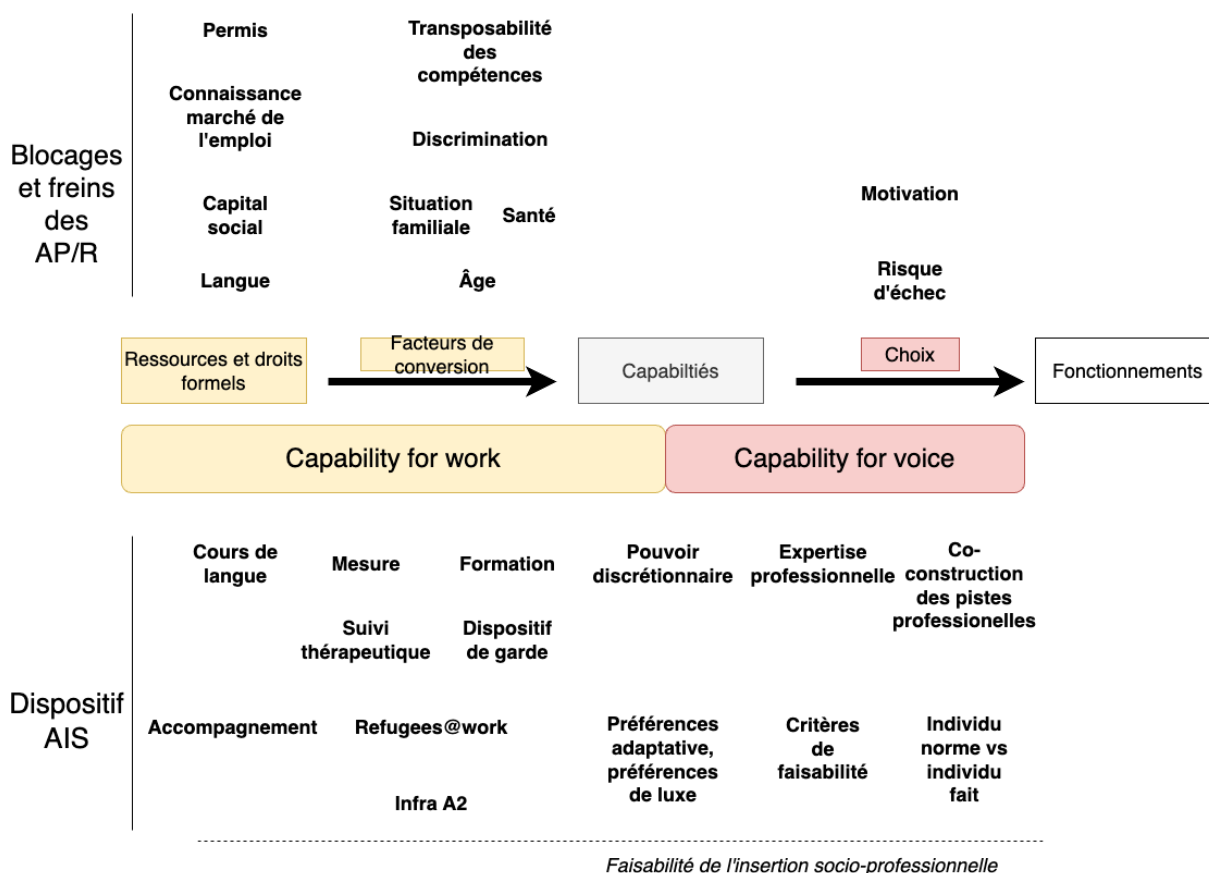 Permis
Transposabilité
des
compétences
Connaissance
marché de
l'emploi
Discrimination
Blocages
et freins
des
AP/R
Capital
social
Situation
familiale
Santé
Motivation
Langue
Âge
Risque
d'échec
Ressources et droits
formels
Facteurs de
conversion
Capabiltiés
Choix
Fonctionnements
Capability for work
Capability for voice
Cours de
langue
Mesure
Formation
Pouvoir
discrétionnaire
Expertise
professionnelle
Co-
construction
des pistes
professionelles
Suivi
thérapeutique
Dispositif
de garde
Dispositif
AIS
Accompagnement
Refugees@work
Préférences
adaptative,
préférences
de luxe
Critères
de
faisabilité
Individu
norme vs
individu
fait
Infra A2
Faisabilité de l'insertion socio-professionnelle